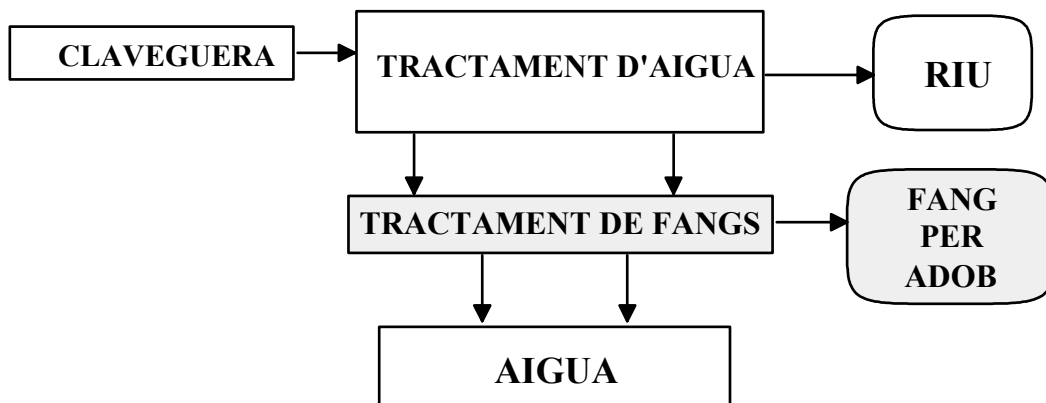 CLAVEGUERA
TRACTAMENT D'AIGUA
RIU
TRACTAMENT DE FANGS
FANG
PER
ADOB
AIGUA